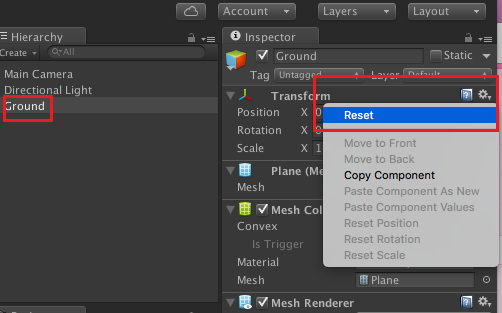 Account
Layers
Layout
Hierarchy
Create
All
Main Camera
Directional Light
Ground
Inspector
Ground
Static
Tag Untagged Layer Default
Transform
Position X 0
Rotation X
Scale X 1
Reset
Move to Front
Move to Back
Copy Component
Paste Component As New
Paste Component Values
Reset Position
Reset Rotation
Reset Scale
Plane (Me
Mesh
Mesh Col
Convex
Is Trigger
Material
Mesh Plane
Mesh Renderer